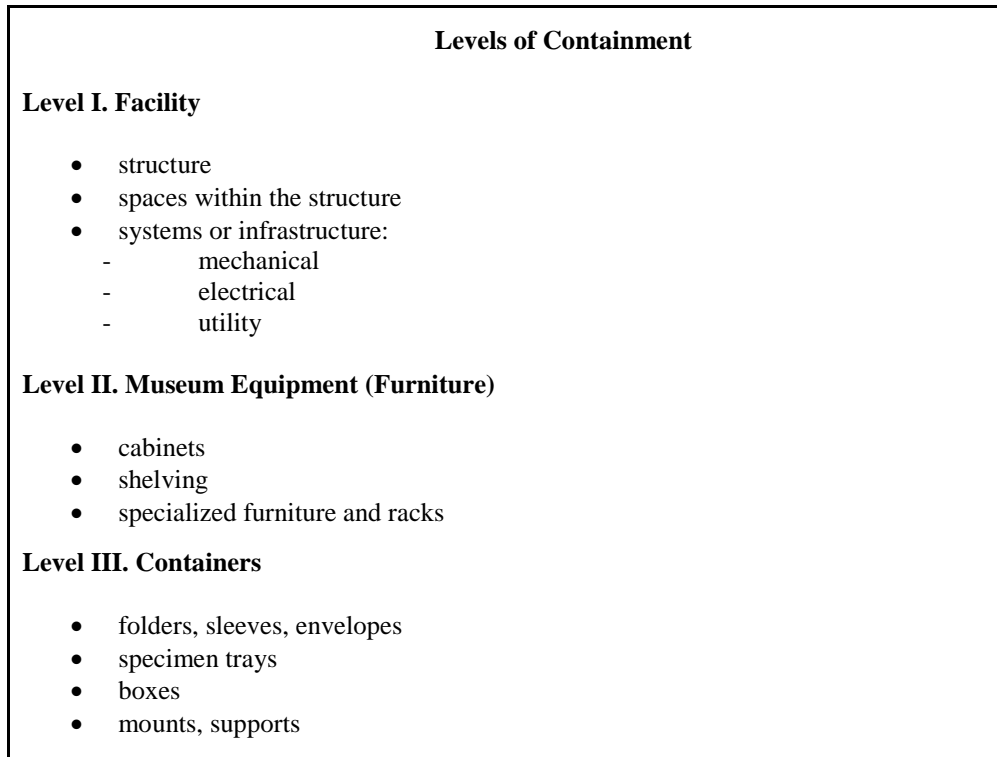 Levels of Containment
Level I. Facility
• structure
• spaces within the structure
• systems or infrastructure:
- mechanical
- electrical
- utility
Level II. Museum Equipment (Furniture)
• cabinets
• shelving
• specialized furniture and racks
Level III. Containers
• folders, sleeves, envelopes
• specimen trays
• boxes
• mounts, supports